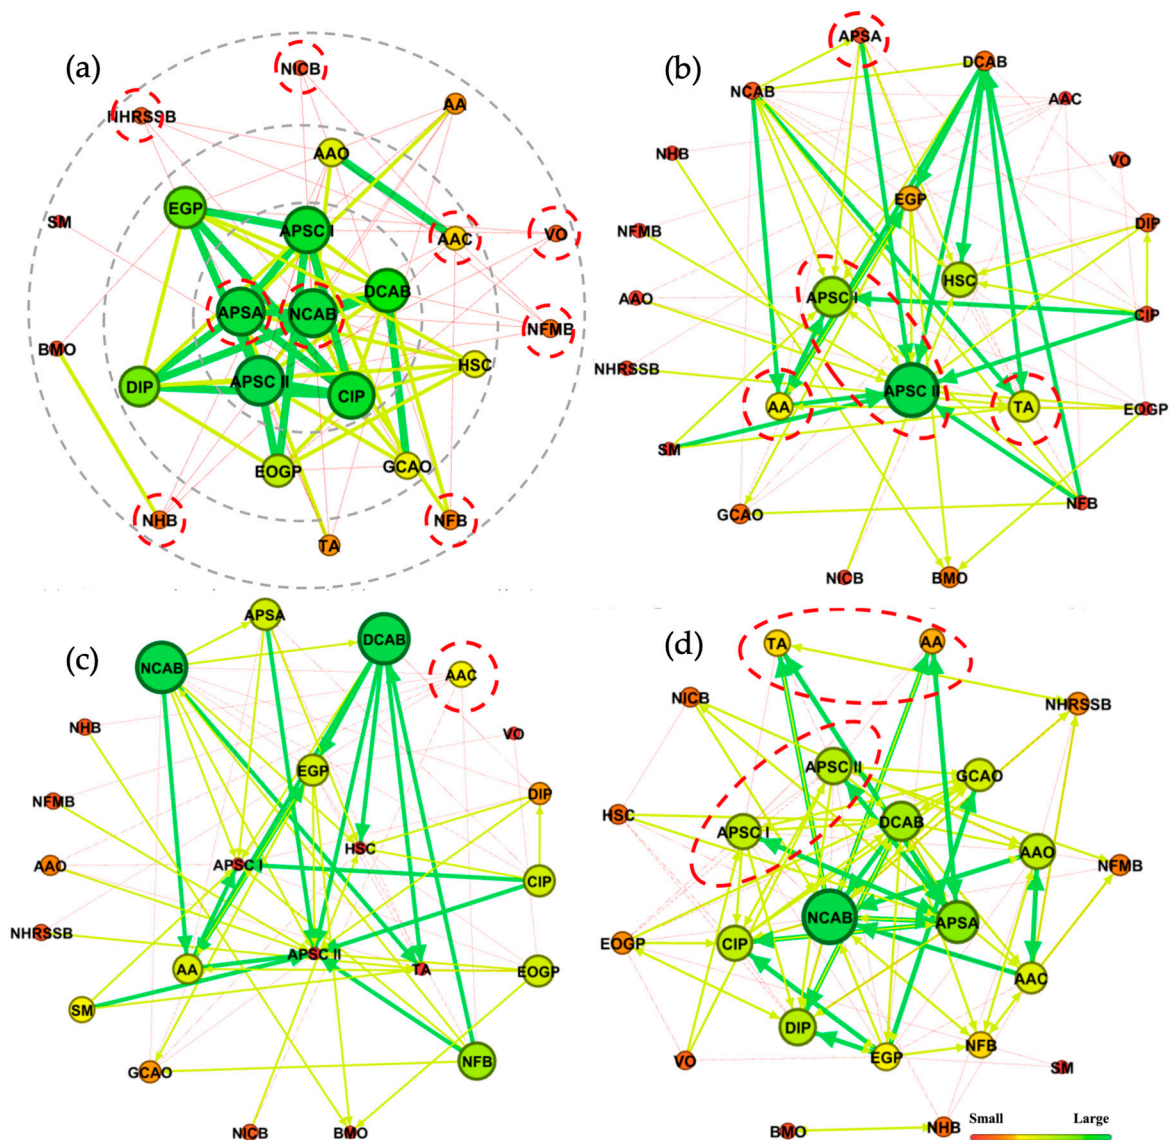 (a)
NICB
NHRSSB
AA
AAO
EGP
SM
APSC I
AAC
VO
DCAB
APSA
NCAB
NFMB
BMO
HSC
DIP
APSC II
CIP
EOGP
GCAO
NHB
NFB
TA
(b)
APSA
DCAB
NCAB
AAC
NHB
VO
EGP
NFMB
DIP
HSC
APSC I
AAO
CIP
NHRSSB
APSC II
AA
TA
EOGP
SM
NFB
GCAO
NICB
BMO
(c)
APSA
DCAB
NCAB
AAC
NHB
VO
EGP
NFMB
DIP
HSC
APSC I
AAO
CIP
NHRSSB
APSC II
AA
TA
EOGP
SM
NFB
GCAO
NICB
BMO
(d)
TA
AA
NICB
NHRSSB
APSC II
GCAO
HSC
DCAB
APSC I
AAO
NFMB
NCAB
APSA
EOGP
CIP
AAC
DIP
NFB
EGP
VO
SM
BMO
NHB
Small
Large